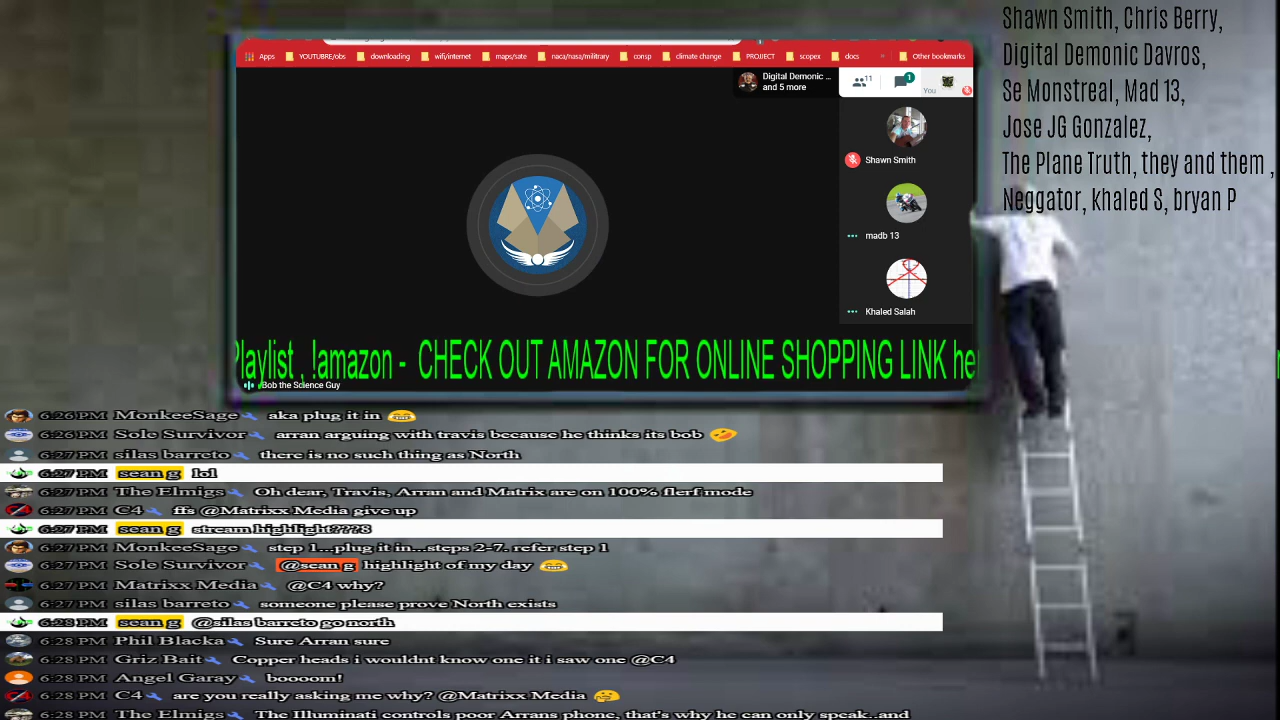 Shawn Smith, Chris Berry,
Digital Demonic Davros,
Se Monstreal, Mad 13,
Jose JG Gonzalez,
The Plane Truth, they and them ,
Neggator, khaled S, bryan P
Apps YOUTUBRE/obs downloading wifi/internet maps/sate naca/nasa/militrary consp climate change PROJECT scopex docs Other bookmarks
Digital Demonic ...
and 5 more
11 1 You
Shawn Smith
madb 13
Khaled Salah
Playlist , !amazon - CHECK OUT AMAZON FOR ONLINE SHOPPING LINK he
Bob the Science Guy
6:26 PM MonkeeSage aka plug it in 😂
6:26 PM Sole Survivor arran arguing with travis because he thinks its bob 🤣
6:27 PM silas barreto there is no such thing as North
6:27 PM sean g lol
6:27 PM The Elmigs Oh dear, Travis, Arran and Matrix are on 100% flerf mode
6:27 PM C4 ffs @Matrixx Media give up
6:27 PM sean g stream highlight???8
6:27 PM MonkeeSage step 1...plug it in...steps 2-7. refer step 1
6:27 PM Sole Survivor @sean g highlight of my day 😂
6:27 PM Matrixx Media @C4 why?
6:27 PM silas barreto someone please prove North exists
6:28 PM sean g @silas barreto go north
6:28 PM Phil Blacka Sure Arran sure
6:28 PM Griz Bait Copper heads i wouldnt know one it i saw one @C4
6:28 PM Angel Garay boooom!
6:28 PM C4 are you really asking me why? @Matrixx Media 🤔
6:28 PM The Elmigs The Illuminati controls poor Arrans phone, that's why he can only speak..and